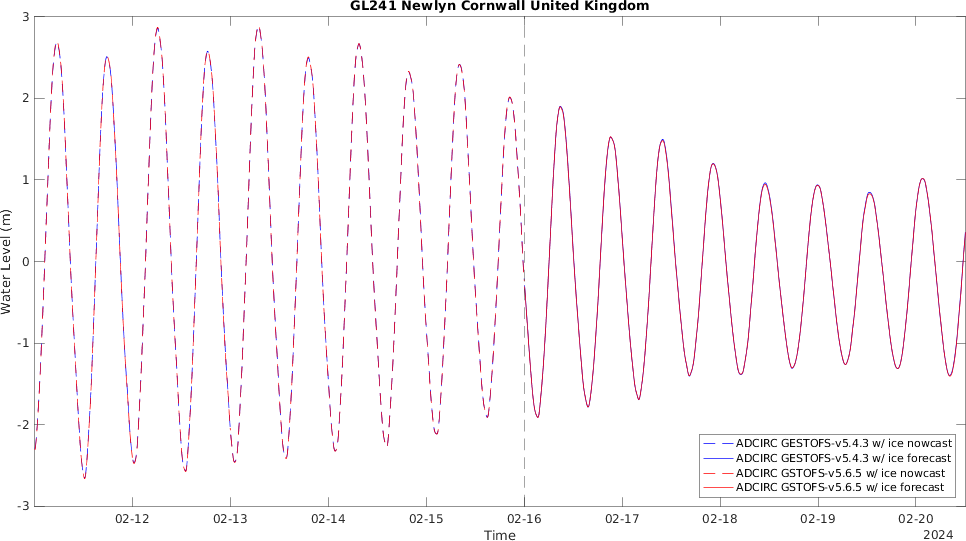 GL241 Newlyn Cornwall United Kingdom
3
2
1
0
-1
-2
-3
Water Level (m)
ADCIRC GESTOFS-v5.4.3 w/ ice nowcast
ADCIRC GESTOFS-v5.4.3 w/ ice forecast
ADCIRC GSTOFS-v5.6.5 w/ ice nowcast
ADCIRC GSTOFS-v5.6.5 w/ ice forecast
02-12 02-13 02-14 02-15 02-16 02-17 02-18 02-19 02-20
Time
2024